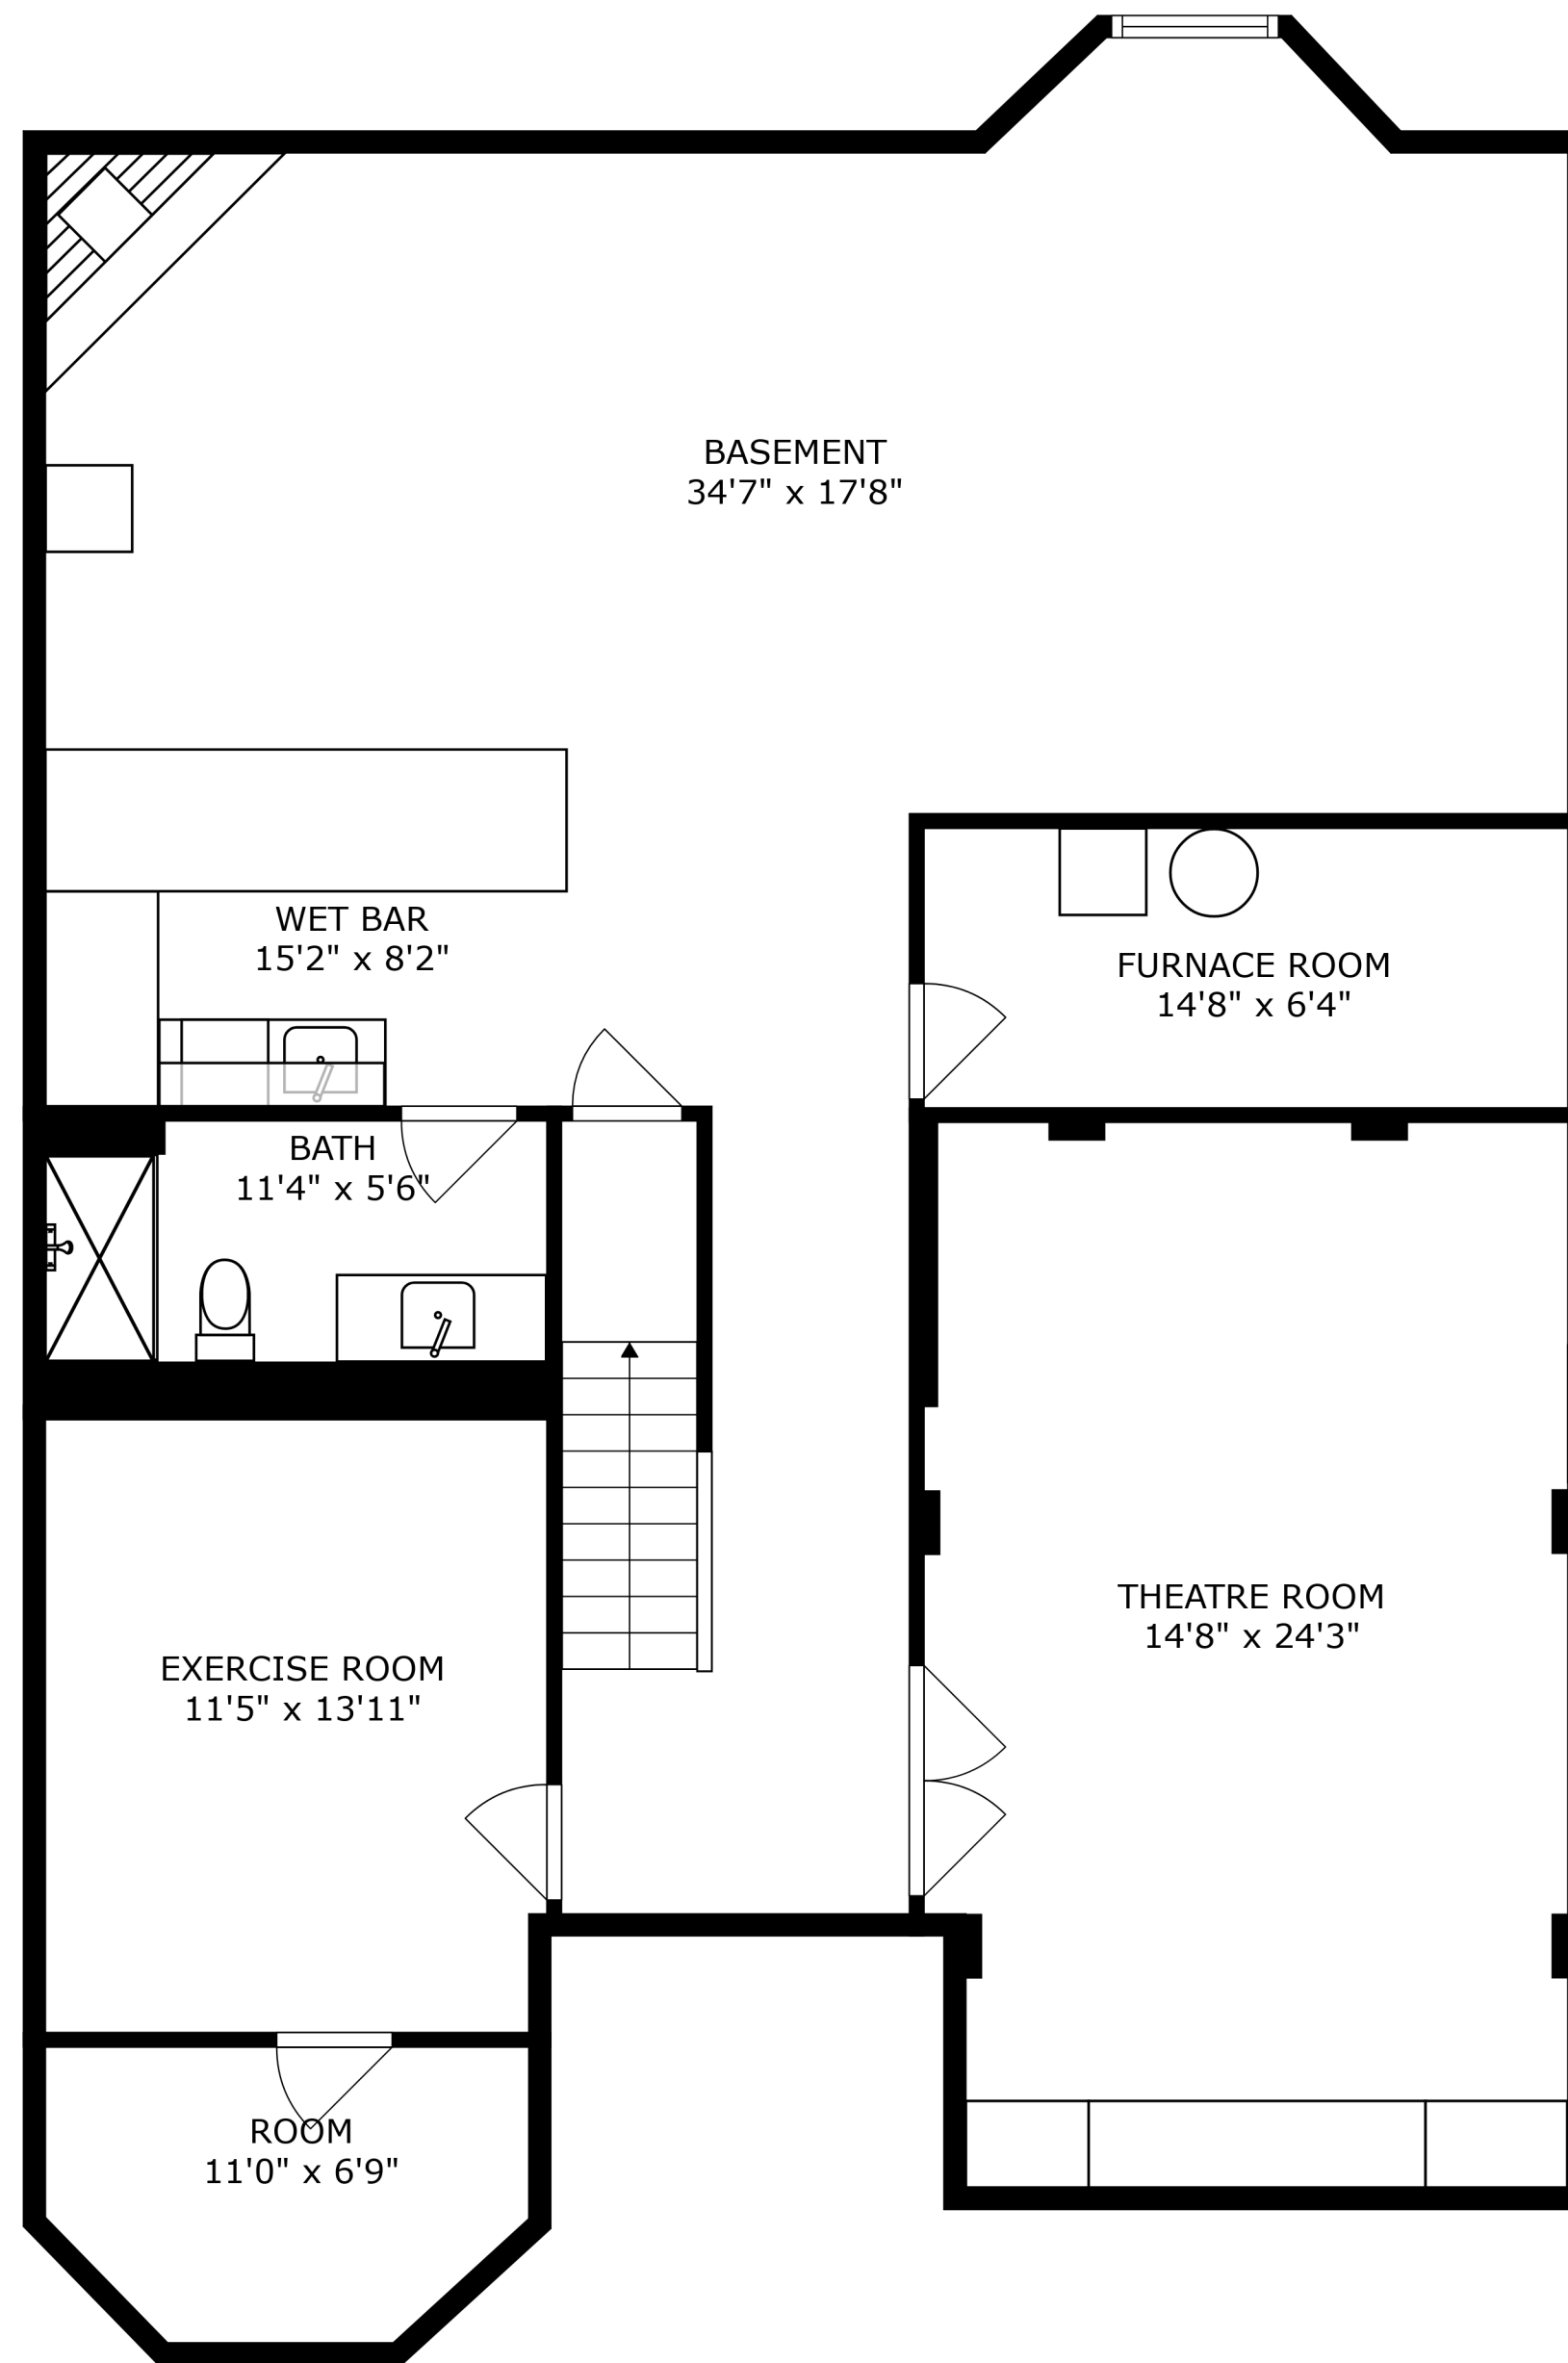 BASEMENT
34'7" x 17'8"
WET BAR
15'2" x 8'2"
FURNACE ROOM
14'8" x 6'4"
BATH
11'4" x 5'6"
THEATRE ROOM
14'8" x 24'3"
EXERCISE ROOM
11'5" x 13'11"
ROOM
11'0" x 6'9"